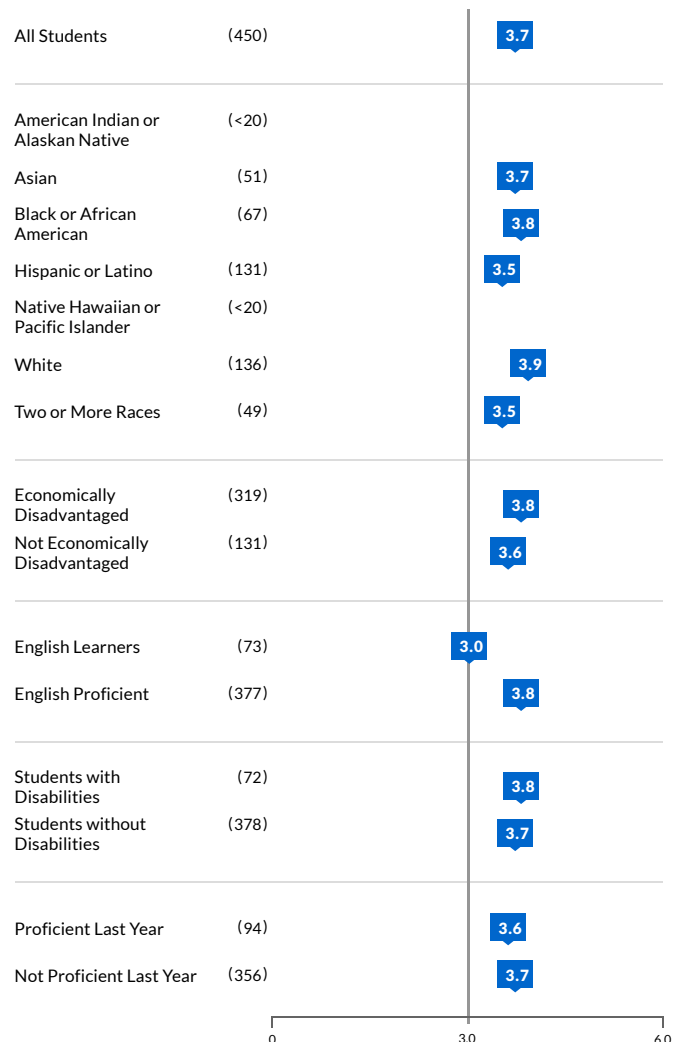 All Students (450) 3.7
American Indian or (<20)
Alaskan Native
Asian (51) 3.7
Black or African (67) 3.8
American
Hispanic or Latino (131) 3.5
Native Hawaiian or (<20)
Pacific Islander
White (136) 3.9
Two or More Races (49) 3.5
Economically (319) 3.8
Disadvantaged
Not Economically (131) 3.6
Disadvantaged
English Learners (73) 3.0
English Proficient (377) 3.8
Students with (72) 3.8
Disabilities
Students without (378) 3.7
Disabilities
Proficient Last Year (94) 3.6
Not Proficient Last Year (356) 3.7
0 3.0 6.0